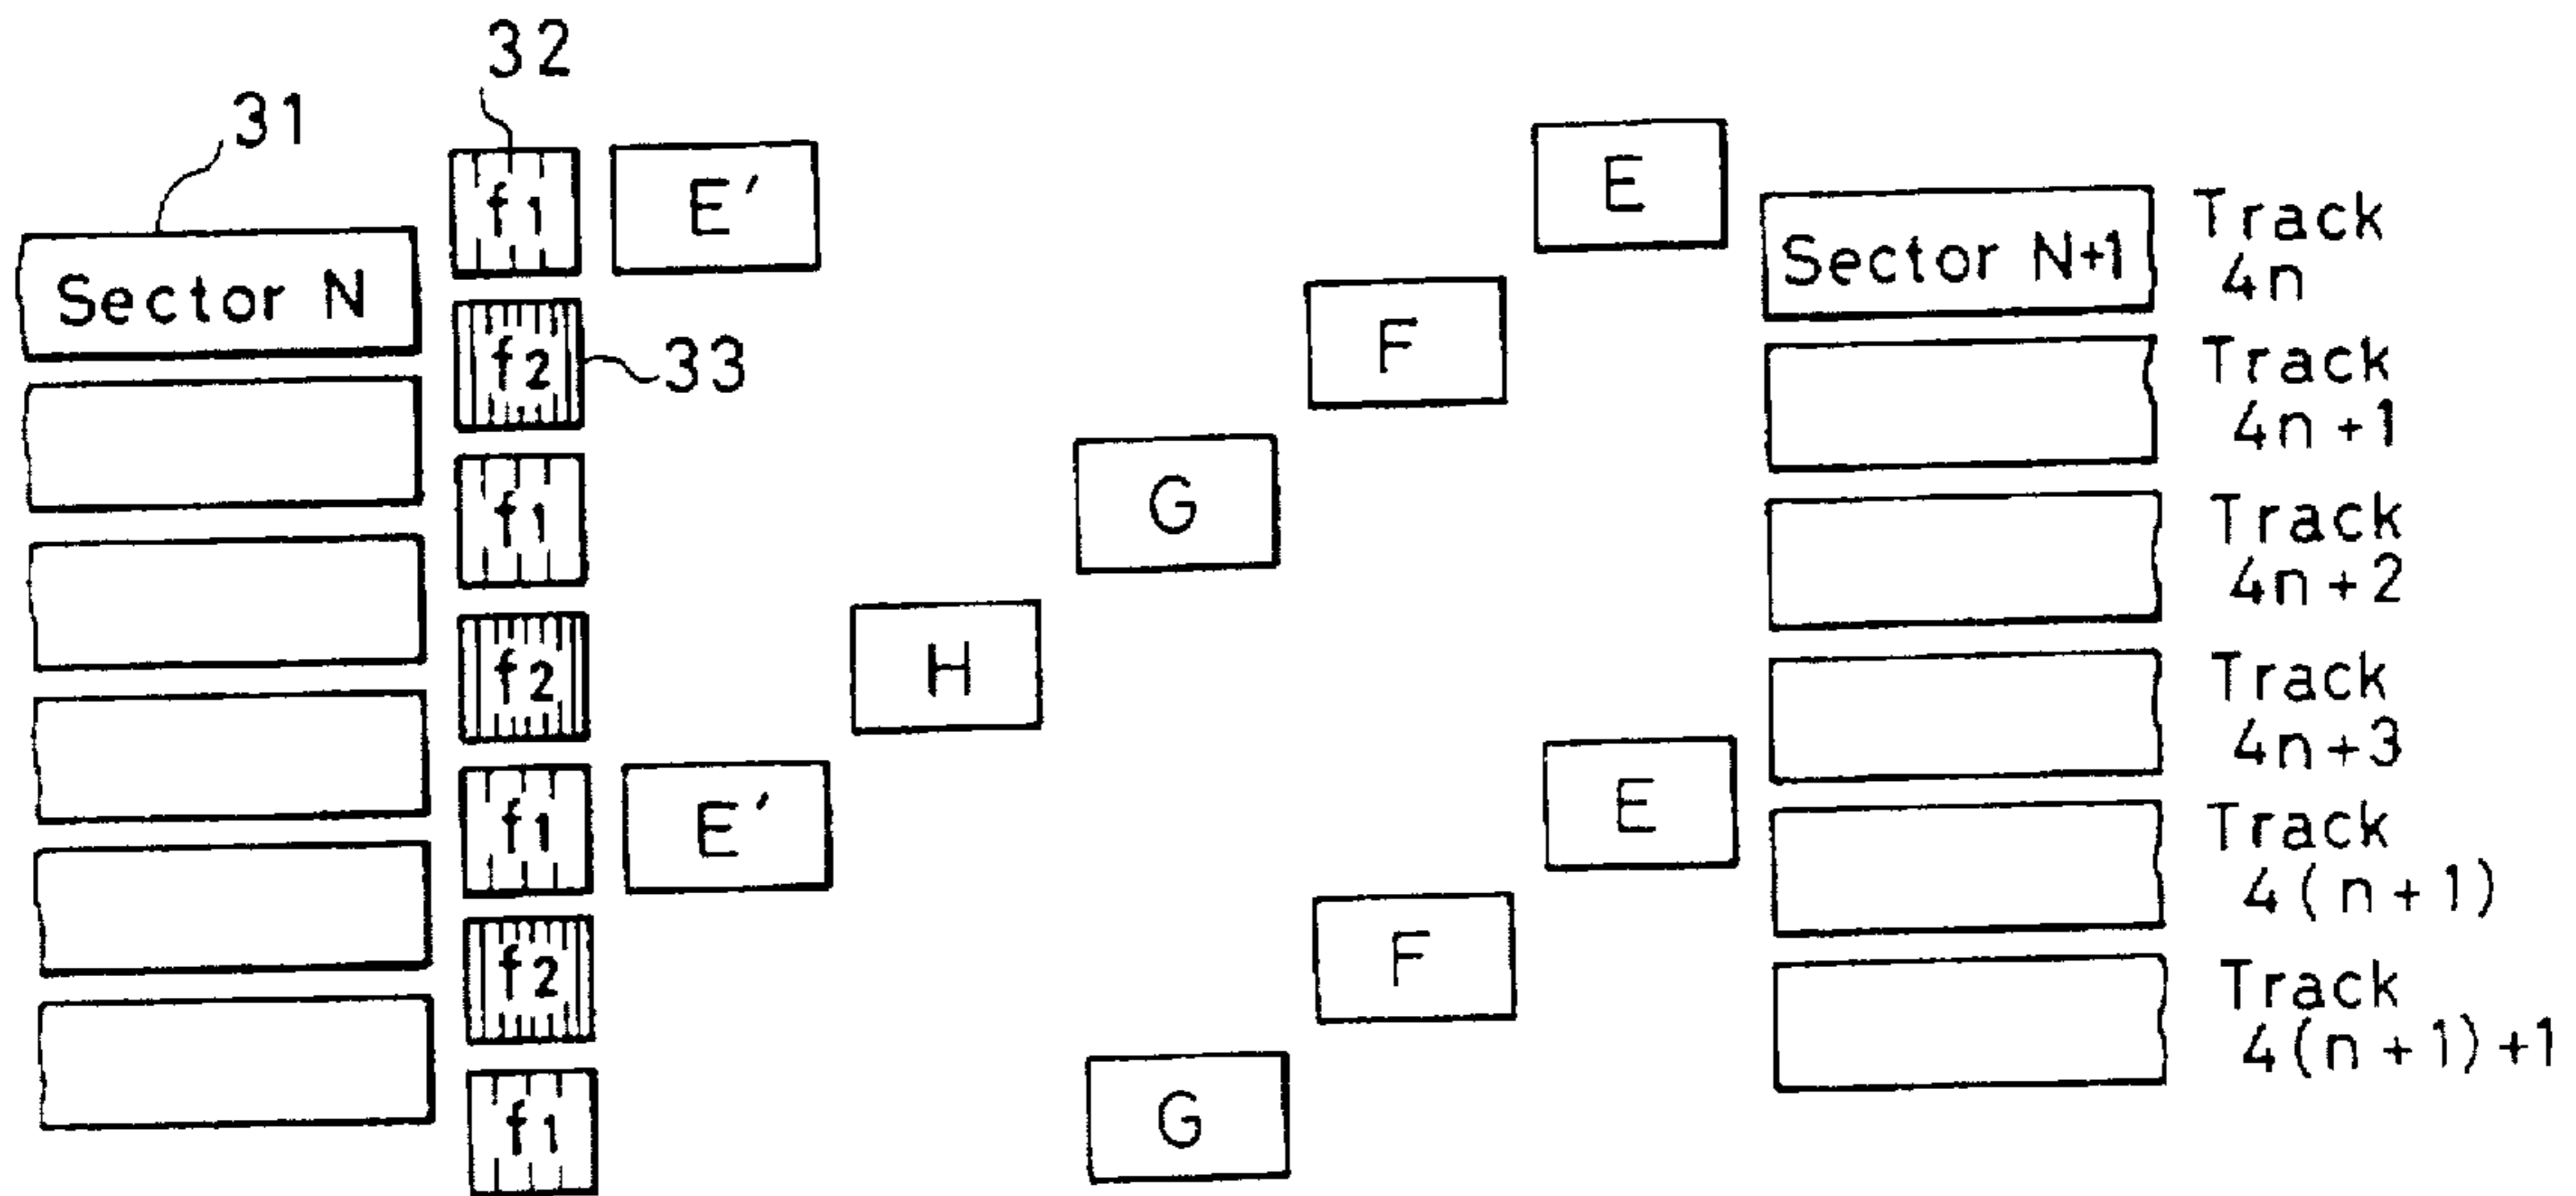 32
31
f1 E' E
Sector N Sector N+1 Track
4n
f2 33 F Track
4n+1
f1 G Track
4n+2
f2 H Track
4n+3
f1 E' E Track
4(n+1)
f2 F Track
4(n+1)+1
f1 G